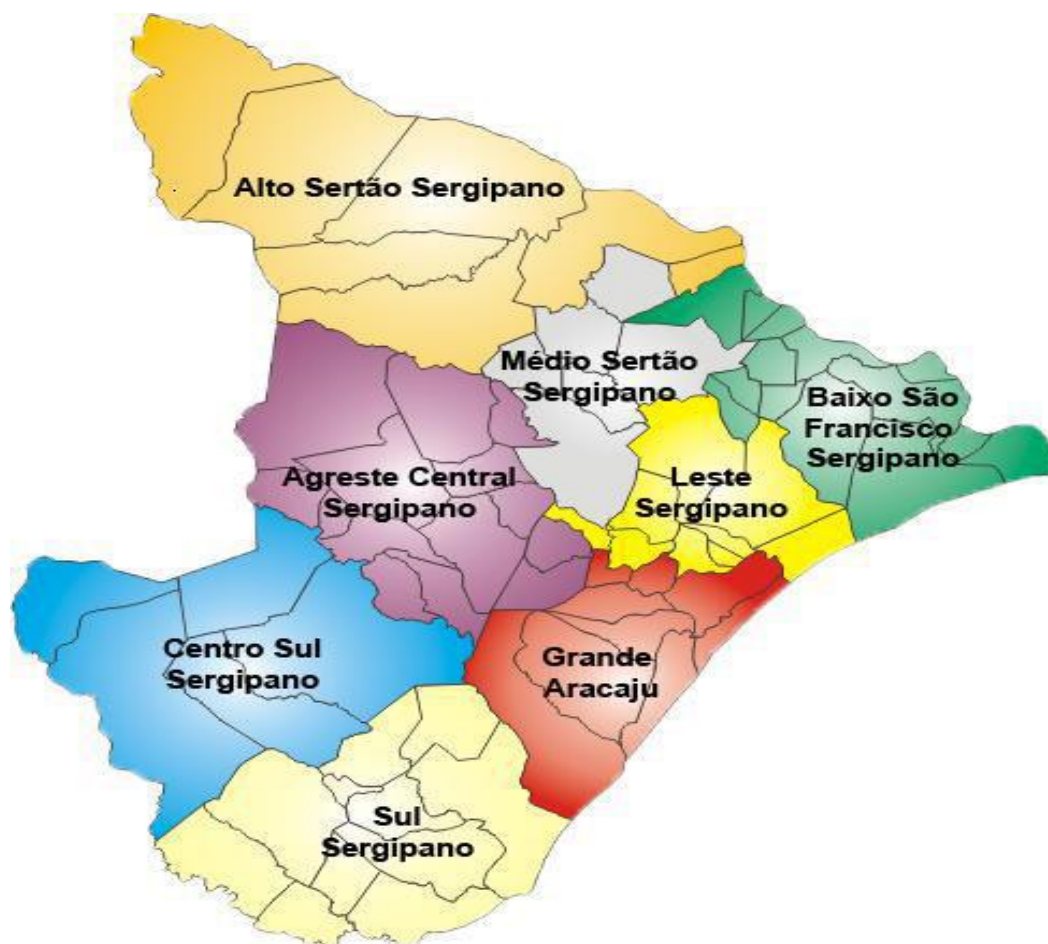 Alto Sertão Sergipano
Médio Sertão
Sergipano
Baixo São
Francisco
Sergipano
Agreste Central
Sergipano
Leste
Sergipano
Centro Sul
Sergipano
Grande
Aracaju
Sul
Sergipano